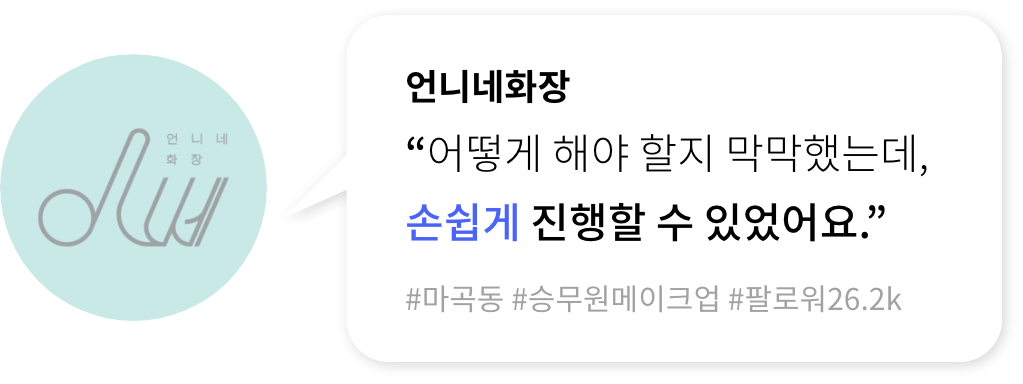 언니네
화장
언니네화장
“어떻게 해야 할지 막막했는데,
손쉽게 진행할 수 있었어요.”
#마곡동 #승무원메이크업 #팔로워26.2k